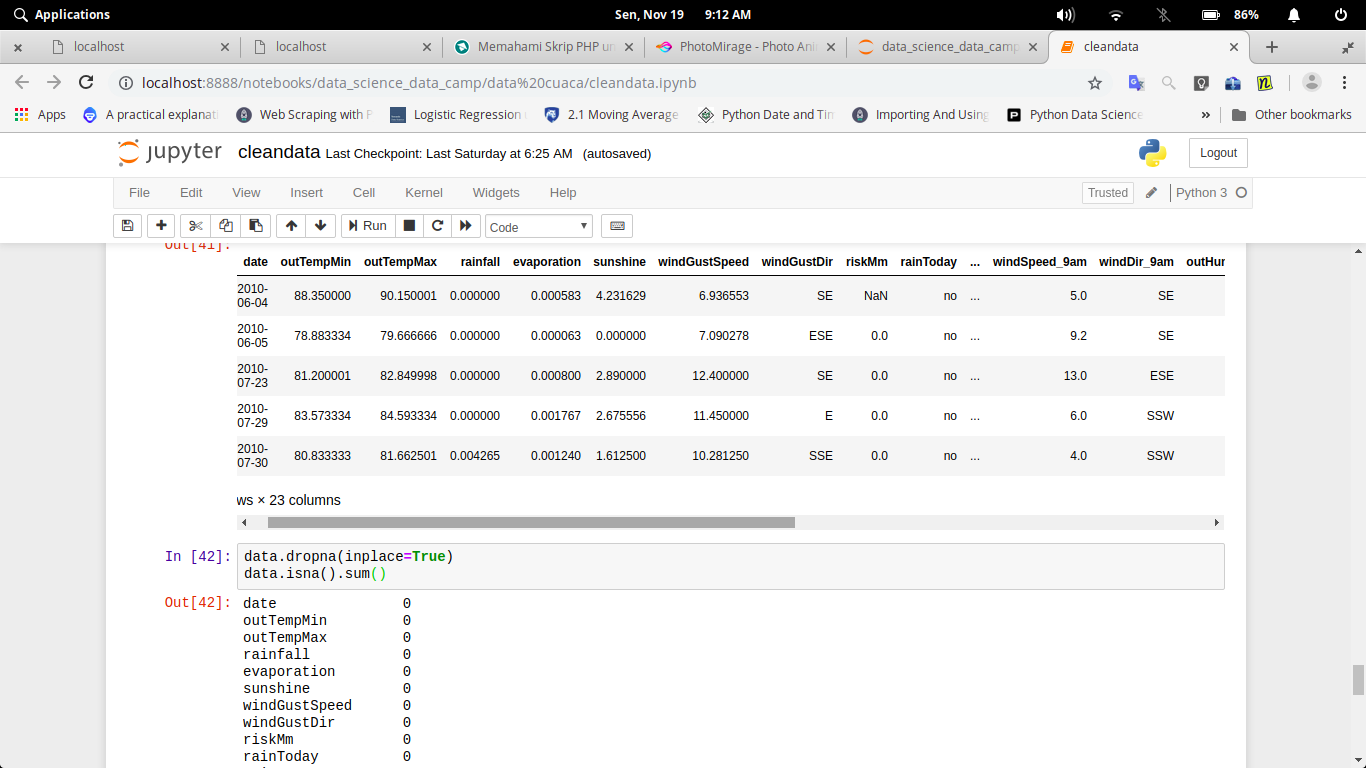 Applications Sen, Nov 19 9:12 AM 86%
localhost localhost Memahami Skrip PHP un PhotoMirage - Photo Ani data_science_data_camp cleandata
localhost:8888/notebooks/data_science_data_camp/data%20cuaca/cleandata.ipynb
Apps A practical explanat Web Scraping with P Logistic Regression 2.1 Moving Average Python Date and Tim Importing And Using Python Data Science » Other bookmarks
jupyter cleandata Last Checkpoint: Last Saturday at 6:25 AM (autosaved) Logout
File Edit View Insert Cell Kernel Widgets Help Trusted Python 3
Run Code
Out[41]:
date outTempMin outTempMax rainfall evaporation sunshine windGustSpeed windGustDir riskMm rainToday ... windSpeed_9am windDir_9am outHur
2010-
06-04 88.350000 90.150001 0.000000 0.000583 4.231629 6.936553 SE NaN no ... 5.0 SE
2010-
06-05 78.883334 79.666666 0.000000 0.000063 0.000000 7.090278 ESE 0.0 no ... 9.2 SE
2010-
07-23 81.200001 82.849998 0.000000 0.000800 2.890000 12.400000 SE 0.0 no ... 13.0 ESE
2010-
07-29 83.573334 84.593334 0.000000 0.001767 2.675556 11.450000 E 0.0 no ... 6.0 SSW
2010-
07-30 80.833333 81.662501 0.004265 0.001240 1.612500 10.281250 SSE 0.0 no ... 4.0 SSW
ws × 23 columns
In [42]: data.dropna(inplace=True)
data.isna().sum()
Out[42]: date 0
outTempMin 0
outTempMax 0
rainfall 0
evaporation 0
sunshine 0
windGustSpeed 0
windGustDir 0
riskMm 0
rainToday 0